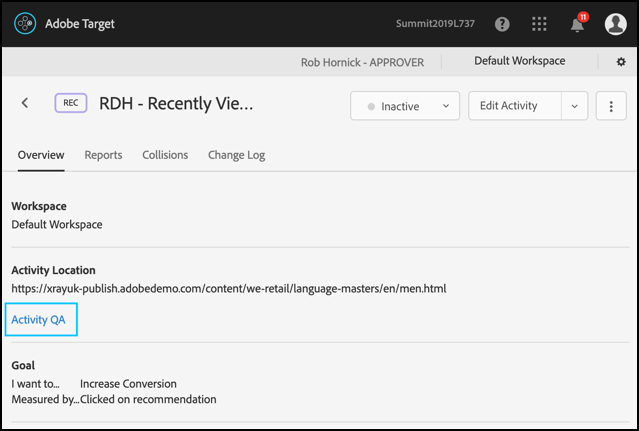 Adobe Target
Summit2019L737
?
11
Rob Hornick - APPROVER
Default Workspace
REC
RDH - Recently Vie...
Inactive
Edit Activity
Overview
Reports
Collisions
Change Log
Workspace
Default Workspace
Activity Location
https://xrayuk-publish.adobedemo.com/content/we-retail/language-masters/en/men.html
Activity QA
Goal
I want to... Increase Conversion
Measured by... Clicked on recommendation